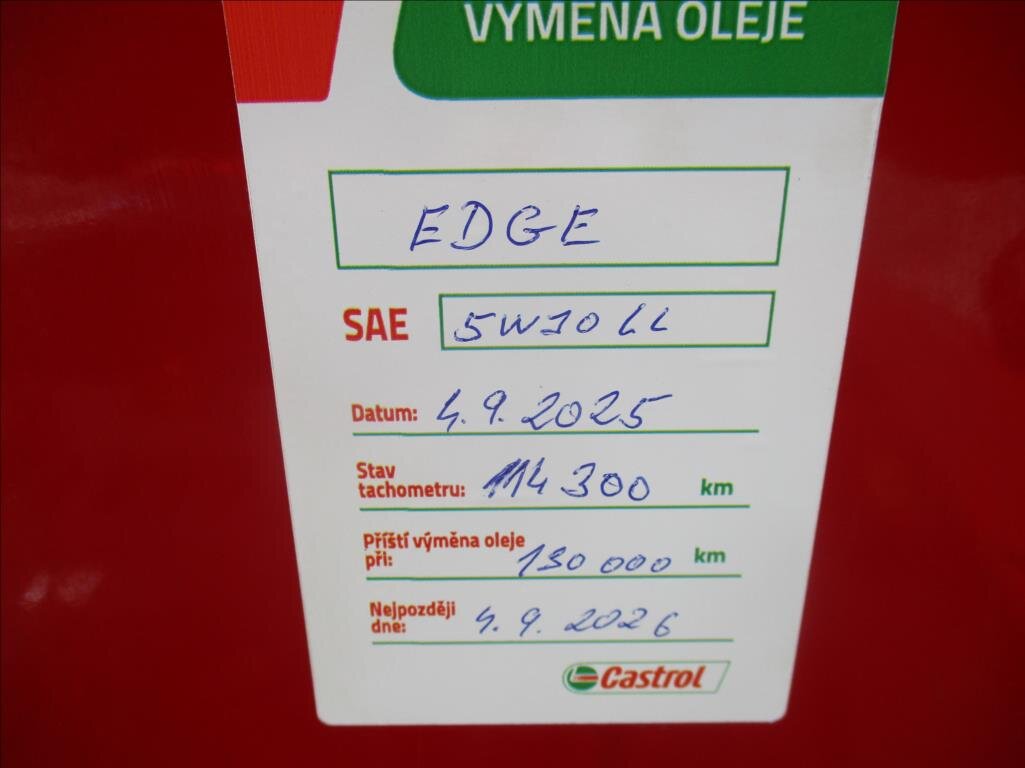 VÝMĚNA OLEJE
EDGE
SAE 5W30 LL
Datum: 4.9.2025
Stav
tachometru: 114 300 km
Příští výměna oleje
při: 130 000 km
Nejpozději
dne: 4.9.2026
Castrol